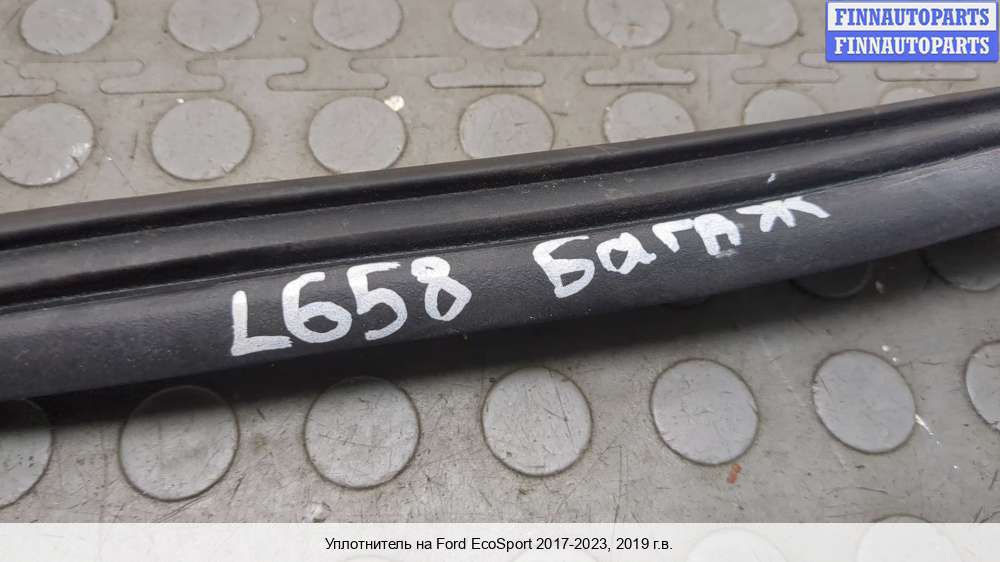 FINNAUTOPARTS
FINNAUTOPARTS
L658 Багаж
Уплотнитель на Ford EcoSport 2017-2023, 2019 г.в.